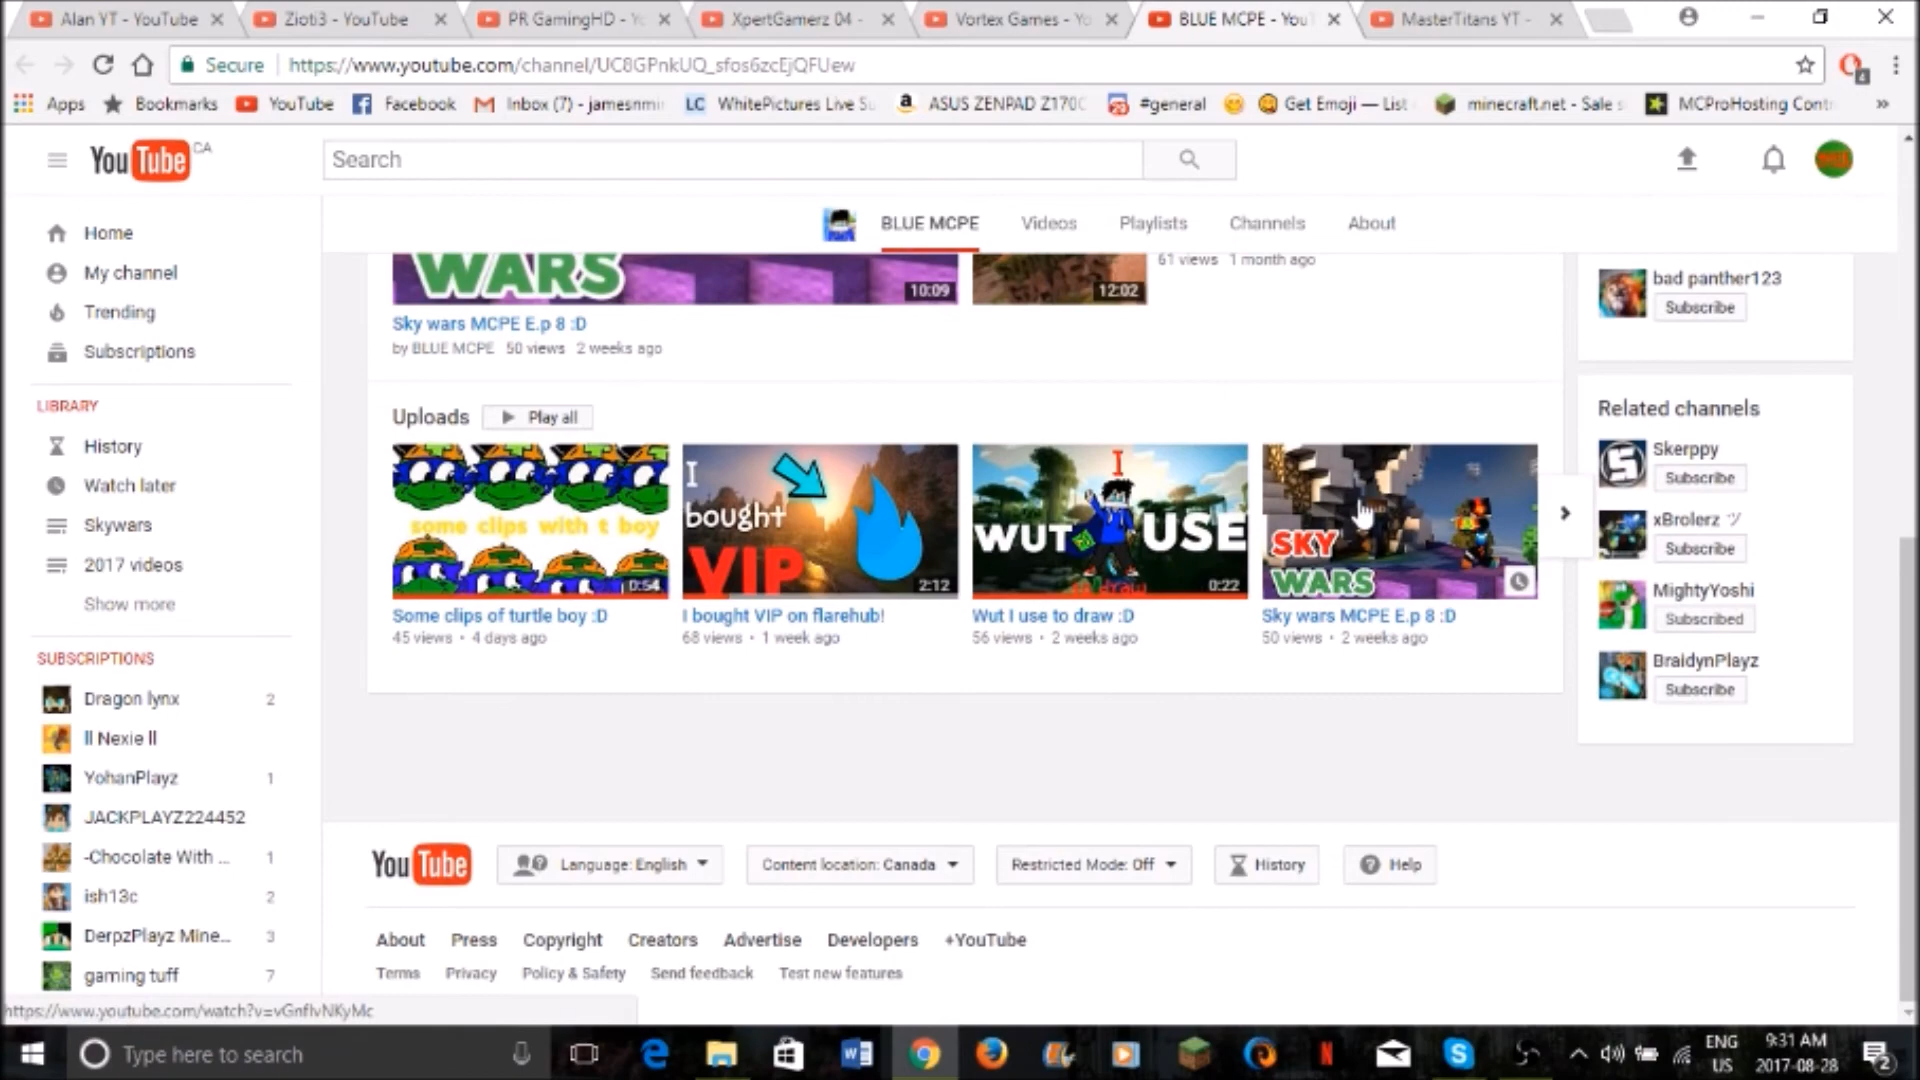 Alan YT - YouTube
Zioti3 - YouTube
PR GamingHD - Yo
XpertGamerz 04 -
Vortex Games - Yo
BLUE MCPE - You
MasterTitans YT -
Secure https://www.youtube.com/channel/UC8GPnkUQ_sfos6zcEjQFUew
4
Apps Bookmarks YouTube Facebook Inbox (7) - jamesnmi LC WhitePictures Live Su ASUS ZENPAD Z170C #general Get Emoji — List minecraft.net - Sale s MCProHosting Contr »
YouTube CA
Search
BLUE MCPE Videos Playlists Channels About
Home
My channel
Trending
Subscriptions
LIBRARY
History
Watch later
Skywars
2017 videos
Show more
SUBSCRIPTIONS
Dragon lynx 2
ll Nexie ll
YohanPlayz 1
JACKPLAYZ224452
-Chocolate With ... 1
ish13c 2
DerpzPlayz Mine... 3
gaming tuff 7
WARS
10:09
12:02
61 views 1 month ago
Sky wars MCPE E.p 8 :D
by BLUE MCPE 50 views 2 weeks ago
Uploads Play all
some clips with t boy
0:54
Some clips of turtle boy :D
45 views • 4 days ago
I
bought
VIP
2:12
I bought VIP on flarehub!
68 views • 1 week ago
I
WUT USE
to draw
0:22
Wut I use to draw :D
56 views • 2 weeks ago
SKY
WARS
Sky wars MCPE E.p 8 :D
50 views • 2 weeks ago
bad panther123
Subscribe
Related channels
Skerppy
Subscribe
xBrolerz ツ
Subscribe
MightyYoshi
Subscribed
BraidynPlayz
Subscribe
YouTube
Language: English
Content location: Canada
Restricted Mode: Off
History
Help
About Press Copyright Creators Advertise Developers +YouTube
Terms Privacy Policy & Safety Send feedback Test new features
https://www.youtube.com/watch?v=vGnflvNKyMc
Type here to search
ENG
US
9:31 AM
2017-08-28
2